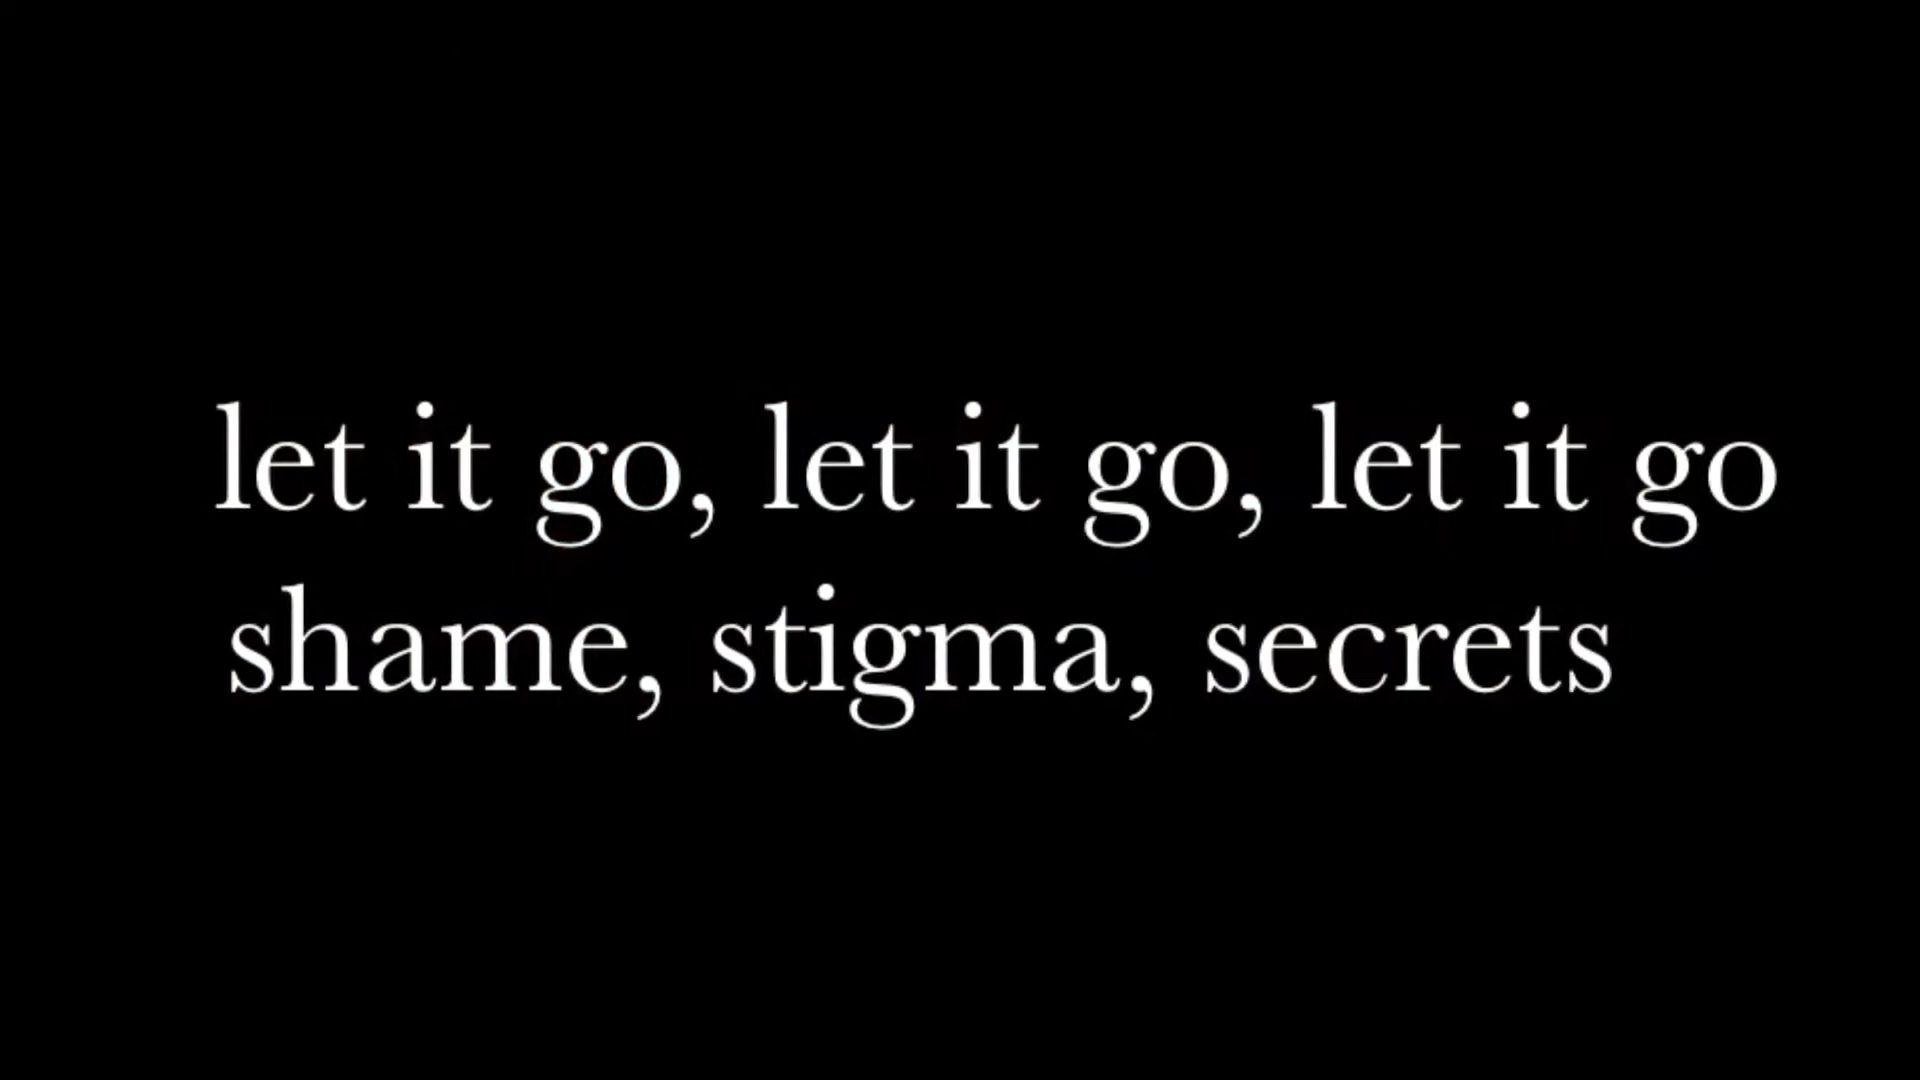 let it go, let it go, let it go
shame, stigma, secrets